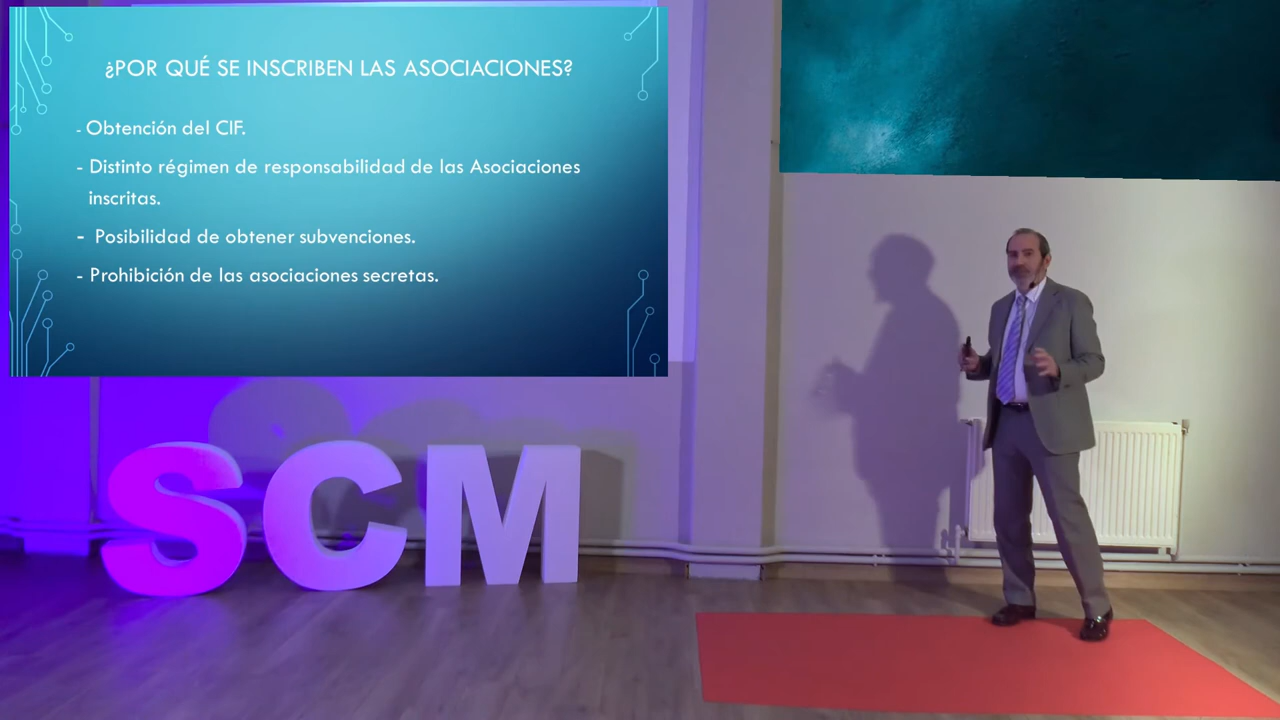 ¿POR QUÉ SE INSCRIBEN LAS ASOCIACIONES?
- Obtención del CIF.
- Distinto régimen de responsabilidad de las Asociaciones
inscritas.
- Posibilidad de obtener subvenciones.
- Prohibición de las asociaciones secretas.
SCM